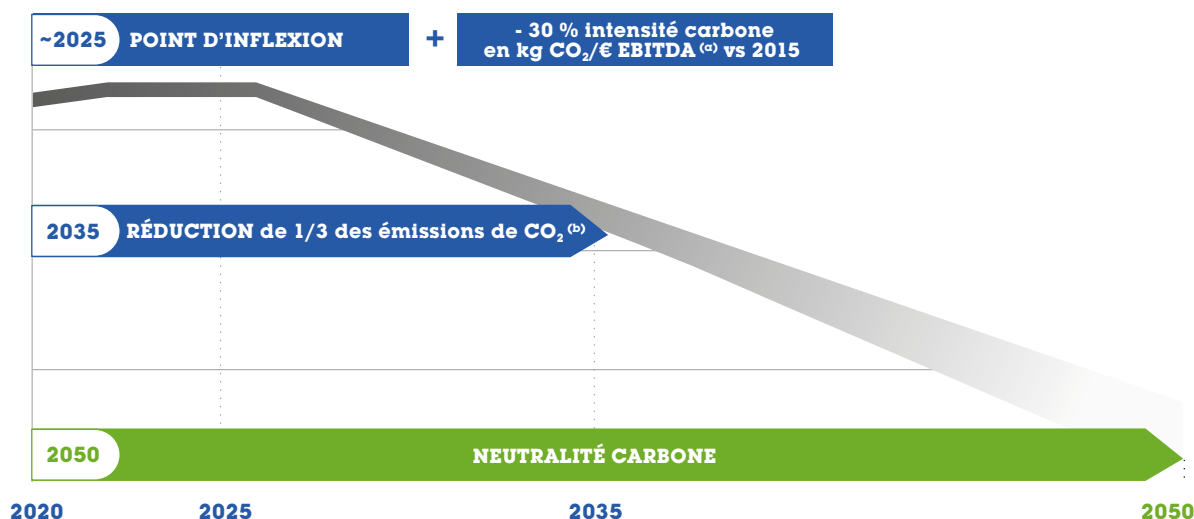 ~2025 POINT D'INFLEXION + - 30 % intensité carbone
en kg CO₂/€ EBITDA (a) vs 2015
2035 RÉDUCTION de 1/3 des émissions de CO₂ (b)
2050 NEUTRALITÉ CARBONE
2020 2025 2035 2050